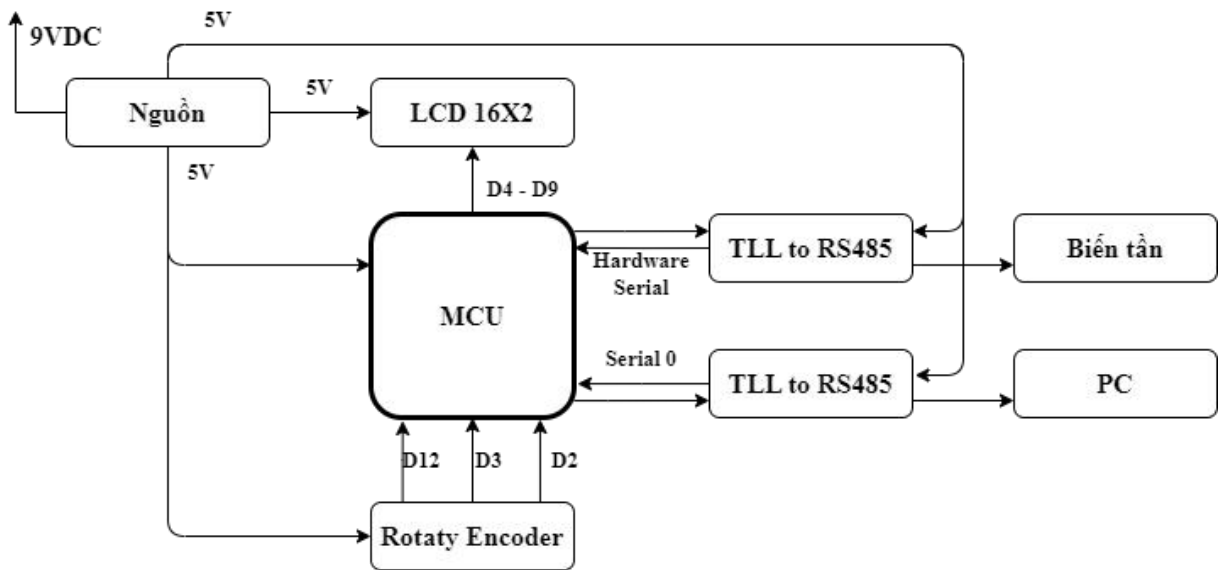 5V
9VDC
Nguồn
5V
LCD 16X2
5V
D4 - D9
TLL to RS485
Biến tần
Hardware
Serial
MCU
Serial 0
TLL to RS485
PC
D12
D3
D2
Rotaty Encoder